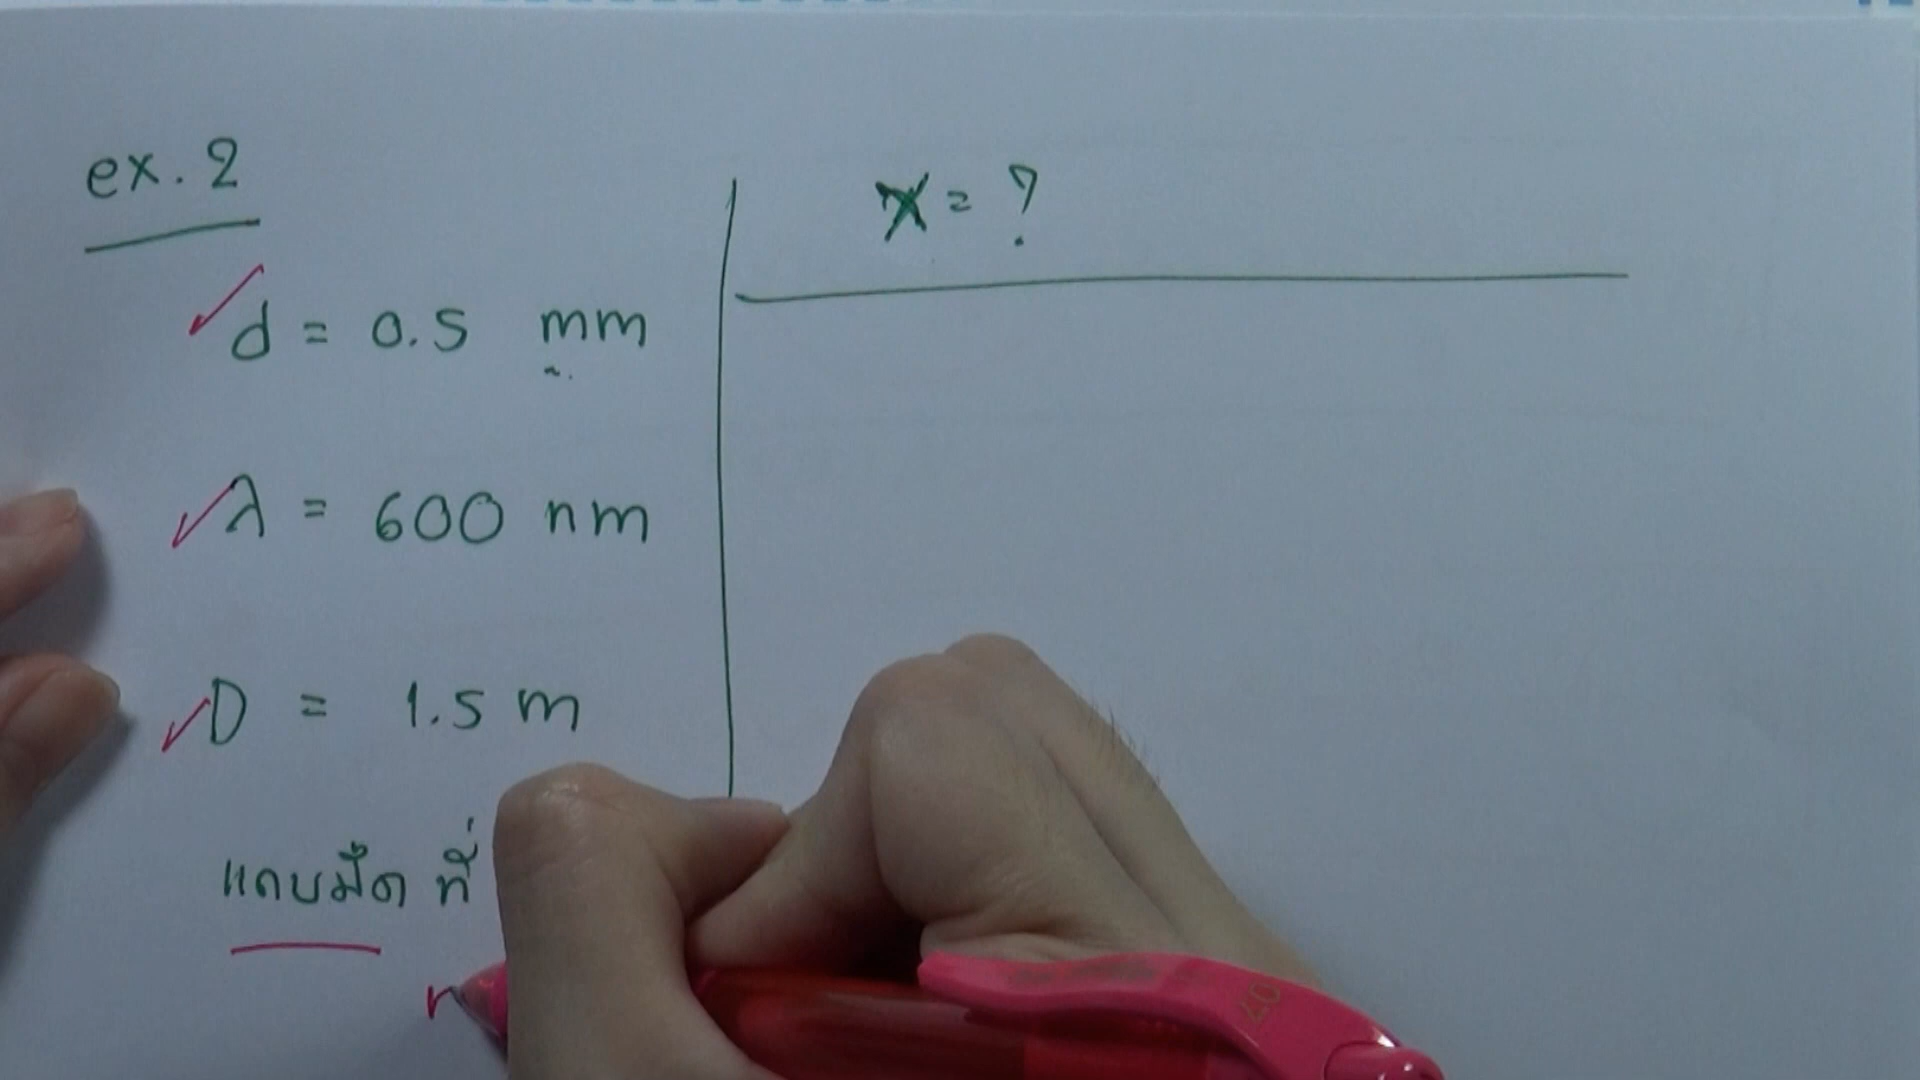 ex. 2
d = 0.5 mm
λ = 600 nm
D = 1.5 m
แถบมืด ที่
n
x = ?